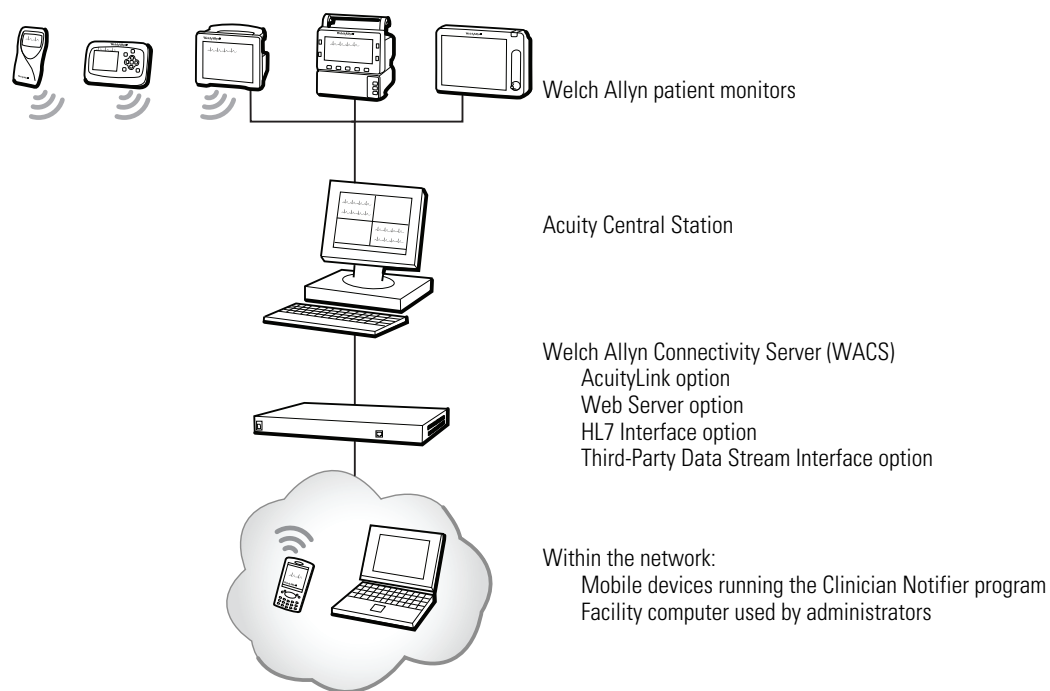 Welch Allyn patient monitors
Acuity Central Station
Welch Allyn Connectivity Server (WACS)
AcuityLink option
Web Server option
HL7 Interface option
Third-Party Data Stream Interface option
Within the network:
Mobile devices running the Clinician Notifier program
Facility computer used by administrators